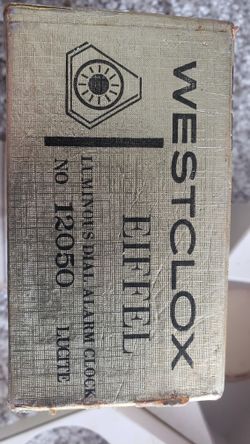 WESTCLOX
EIFFEL
LUMINOUS DIAL ALARM CLOCK
NO 12050 LUCITE